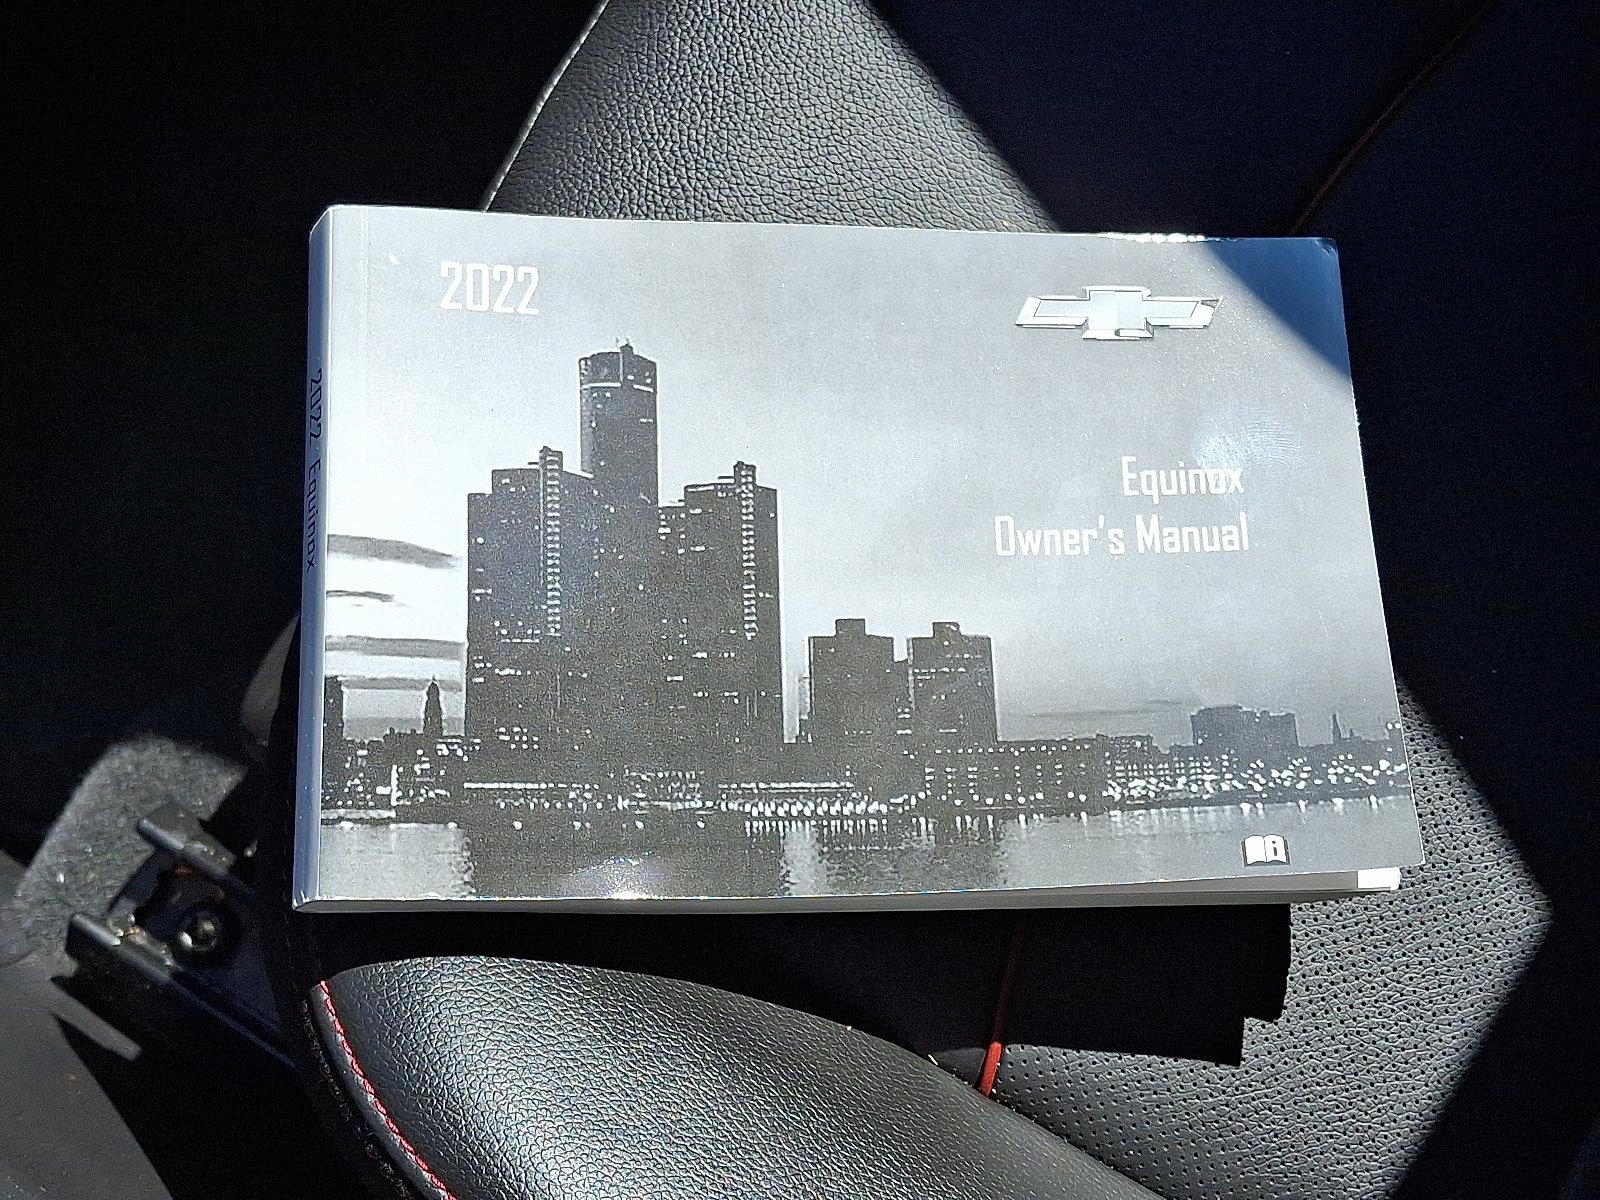 2022
Equinox
Owner's Manual
2022 Equinox
i